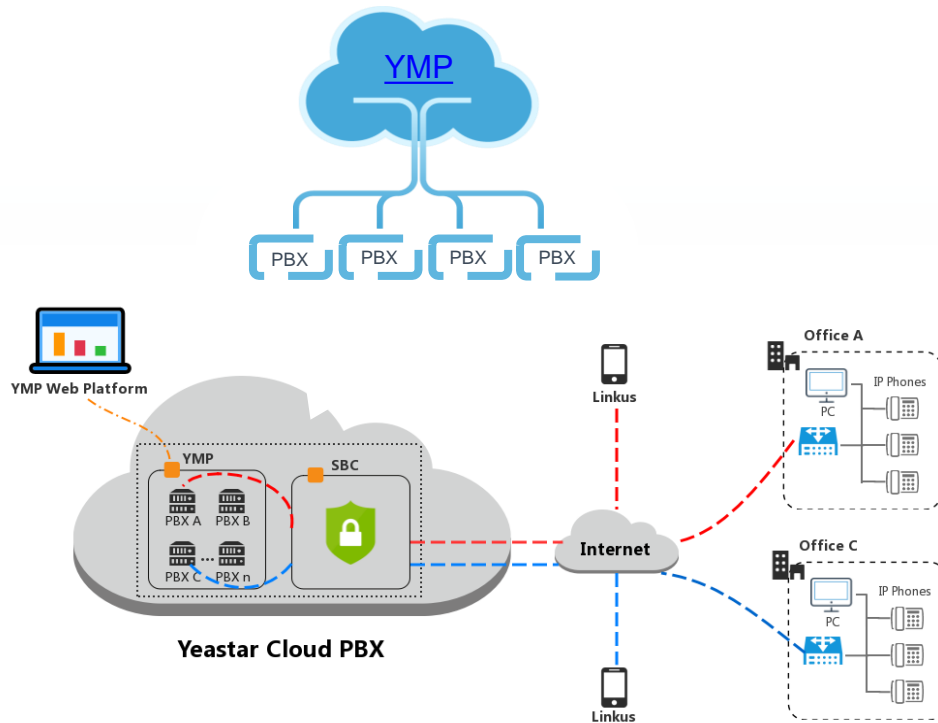 YMP
PBX PBX PBX PBX
YMP Web Platform
YMP
SBC
PBX A PBX B
PBX C ... PBX n
Yeastar Cloud PBX
Linkus
Internet
Linkus
Office A
IP Phones
PC
Office C
IP Phones
PC